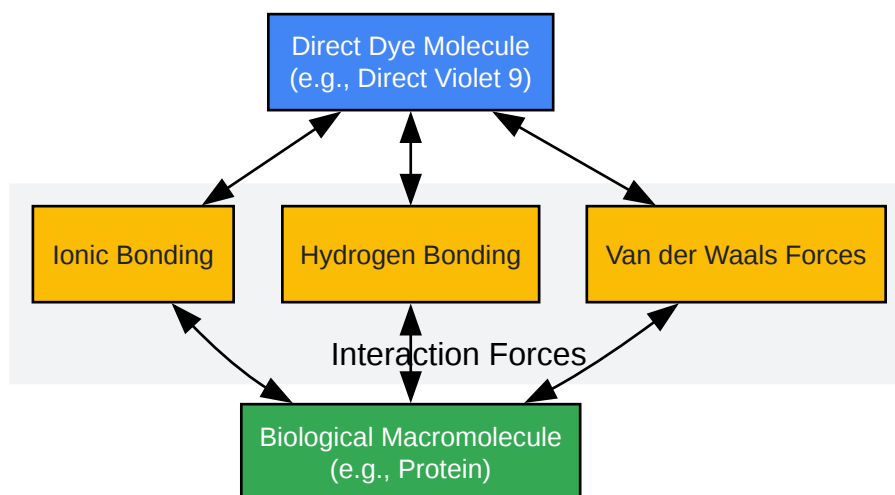 Direct Dye Molecule
(e.g., Direct Violet 9)
Ionic Bonding
Hydrogen Bonding
Van der Waals Forces
Interaction Forces
Biological Macromolecule
(e.g., Protein)